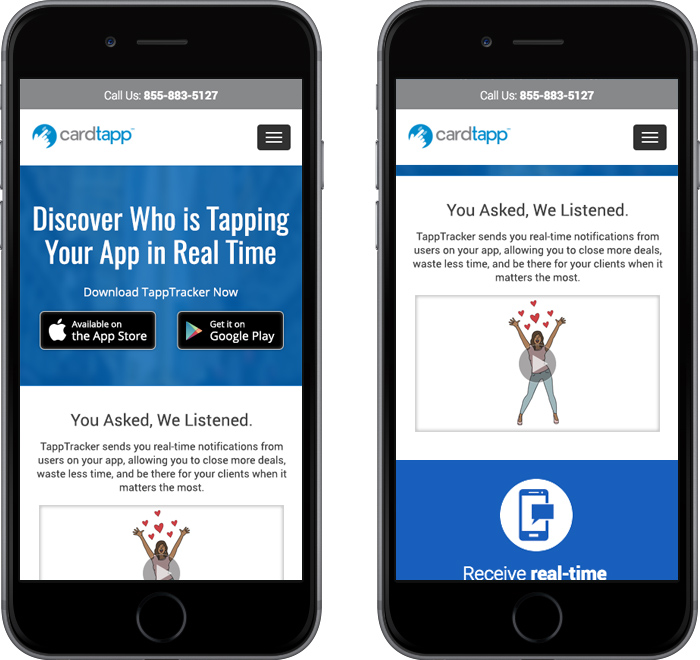 Call Us: 855-883-5127
cardtapp™
Discover Who is Tapping
Your App in Real Time
Download TappTracker Now
Available on
the App Store
Get it on
Google Play
You Asked, We Listened.
TappTracker sends you real-time notifications from
users on your app, allowing you to close more deals,
waste less time, and be there for your clients when it
matters the most.
Call Us: 855-883-5127
cardtapp™
You Asked, We Listened.
TappTracker sends you real-time notifications from
users on your app, allowing you to close more deals,
waste less time, and be there for your clients when it
matters the most.
Receive real-time